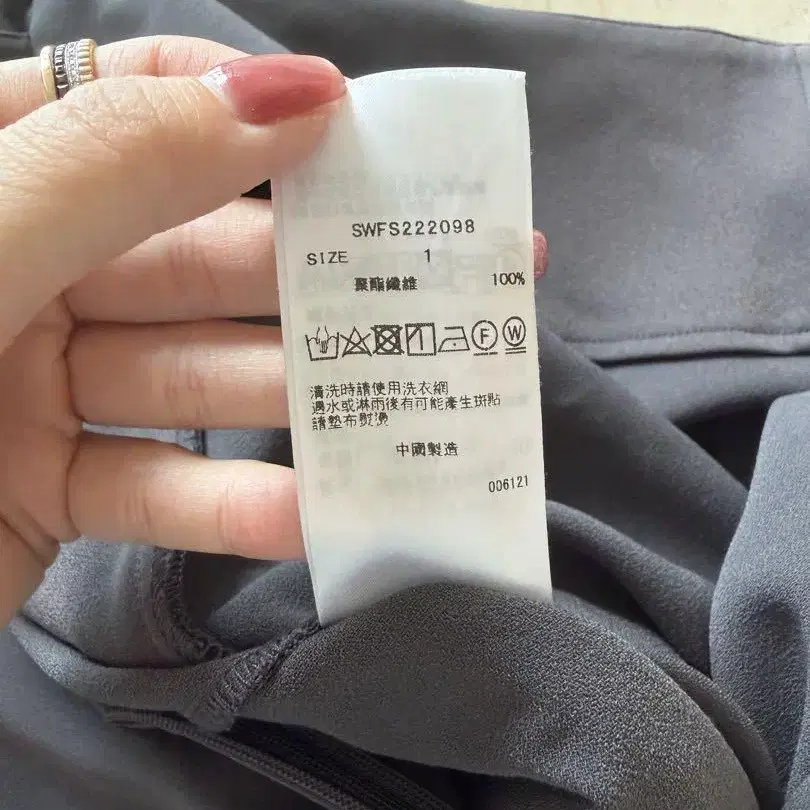 SWFS222098
SIZE 1
聚酯纖維 100%
F W
清洗時請使用洗衣網
遇水或淋雨後有可能產生斑點
請墊布熨燙
中國製造
006121